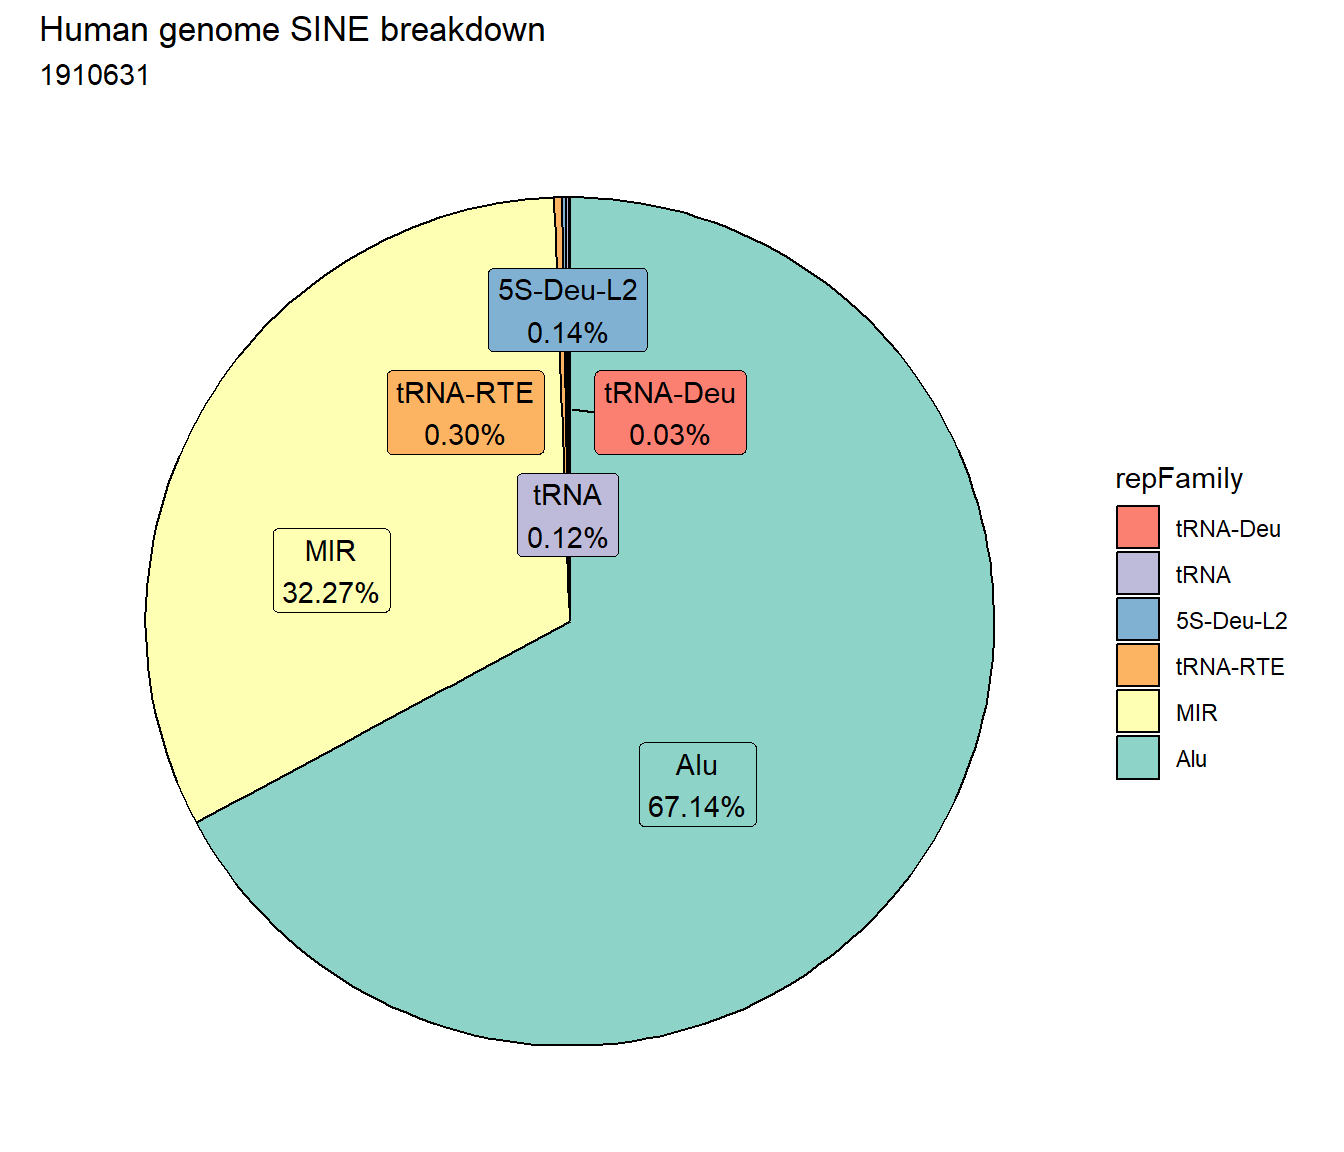 Human genome SINE breakdown
1910631
5S-Deu-L2
0.14%
tRNA-RTE
0.30%
tRNA-Deu
0.03%
tRNA
0.12%
MIR
32.27%
Alu
67.14%
repFamily
tRNA-Deu
tRNA
5S-Deu-L2
tRNA-RTE
MIR
Alu